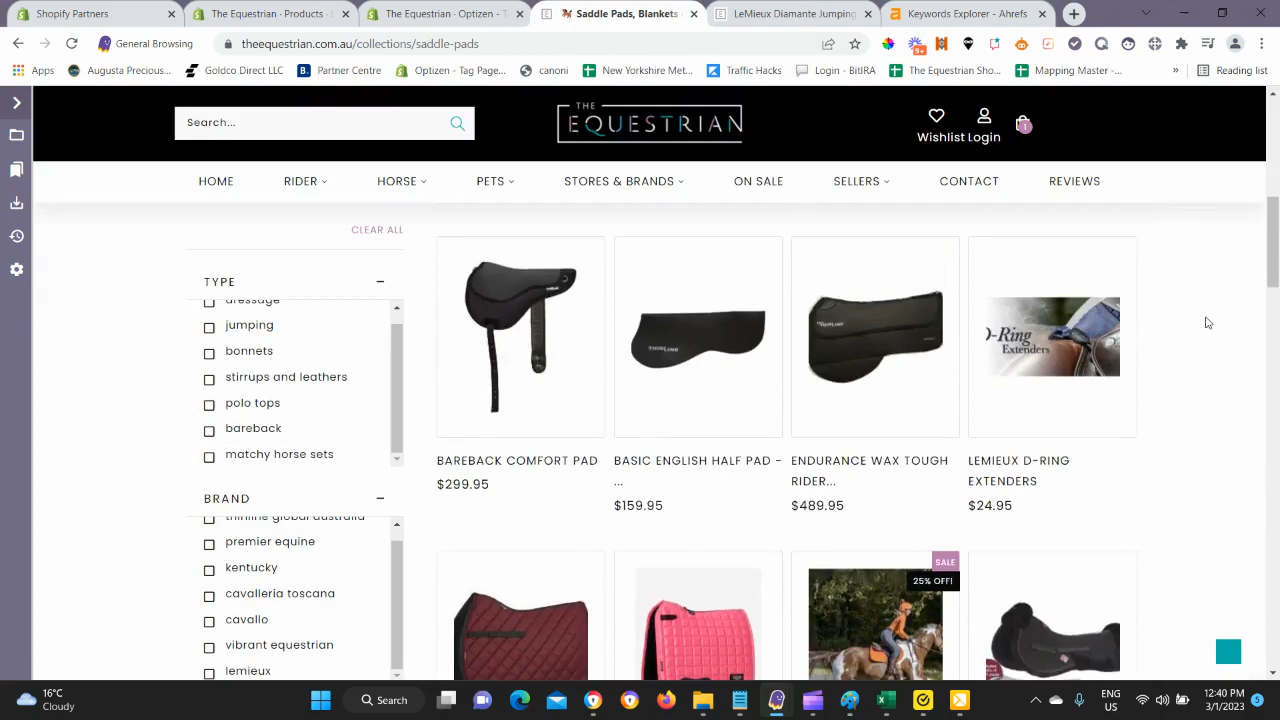 Shopify Partners
The Equestrian - Products - 
The Equestrian - Optizen - T
Saddle Pads, Blankets
LeMieux Diamante Jumping
Keywords Explorer - Ahrefs
General Browsing
theequestrian.com.au/collections/saddle-pads
9+
Apps
Augusta Precious...
Goldco Direct LLC
Partner Centre
Optizen - Tag Page...
canoni
New Yorkshire Met...
Traffic Hacks
Login - BitIRA
The Equestrian Sho...
Mapping Master -...
»
Reading list
Search...
THE
EQUESTRIAN
Wishlist Login
1
HOME
RIDER
HORSE
PETS
STORES & BRANDS
ON SALE
SELLERS
CONTACT
REVIEWS
CLEAR ALL
TYPE
dressage
jumping
bonnets
stirrups and leathers
polo tops
bareback
matchy horse sets
BRAND
thinline global australia
premier equine
kentucky
cavalleria toscana
cavallo
vibrant equestrian
lemieux
D-Ring
Extenders
BAREBACK COMFORT PAD
$299.95
BASIC ENGLISH HALF PAD -
...
$159.95
ENDURANCE WAX TOUGH
RIDER...
$489.95
LEMIEUX D-RING
EXTENDERS
$24.95
SALE
25% OFF!
16°C
Cloudy
Search
ENG
US
12:40 PM
3/1/2023
5